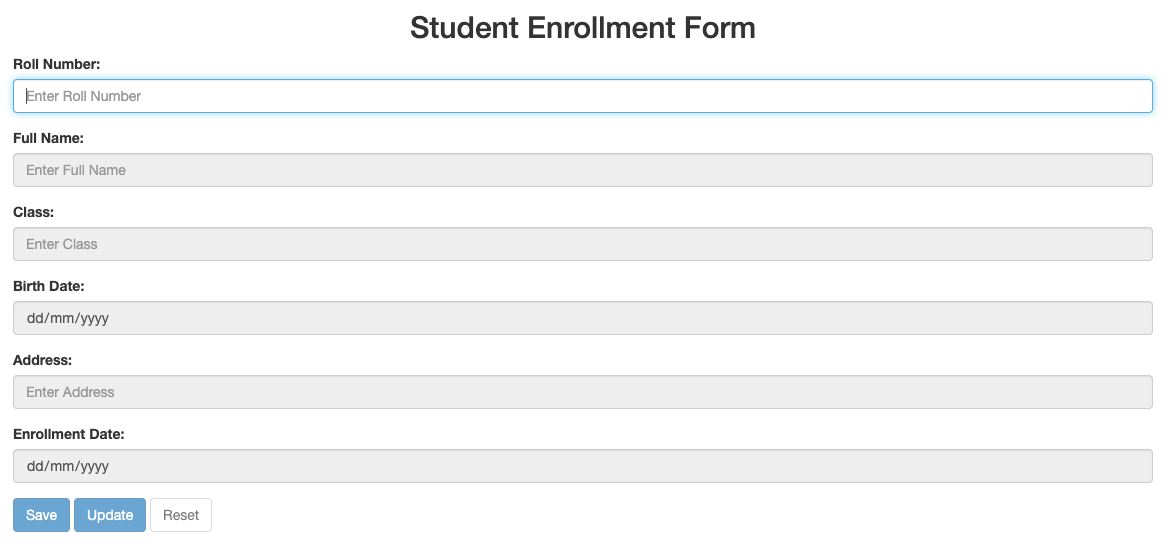 Student Enrollment Form
Roll Number:
Enter Roll Number
Full Name:
Enter Full Name
Class:
Enter Class
Birth Date:
dd/mm/yyyy
Address:
Enter Address
Enrollment Date:
dd/mm/yyyy
Save Update Reset